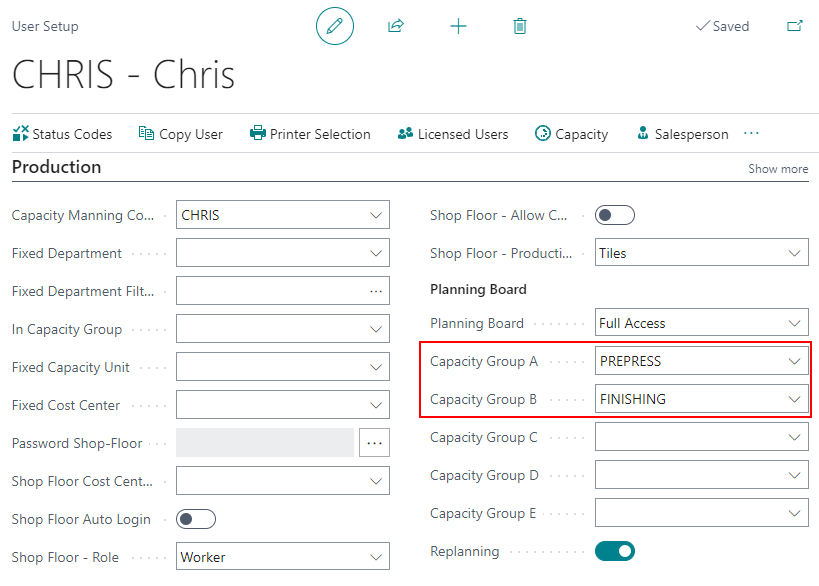 User Setup
Saved
CHRIS - Chris
Status Codes Copy User Printer Selection Licensed Users Capacity Salesperson ...
Production
Show more
Capacity Manning Co... CHRIS
Fixed Department
Fixed Department Filt... ...
In Capacity Group
Fixed Capacity Unit
Fixed Cost Center
Password Shop-Floor ...
Shop Floor Cost Cent...
Shop Floor Auto Login
Shop Floor - Role Worker
Shop Floor - Allow C...
Shop Floor - Producti... Tiles
Planning Board
Planning Board Full Access
Capacity Group A PREPRESS
Capacity Group B FINISHING
Capacity Group C
Capacity Group D
Capacity Group E
Replanning